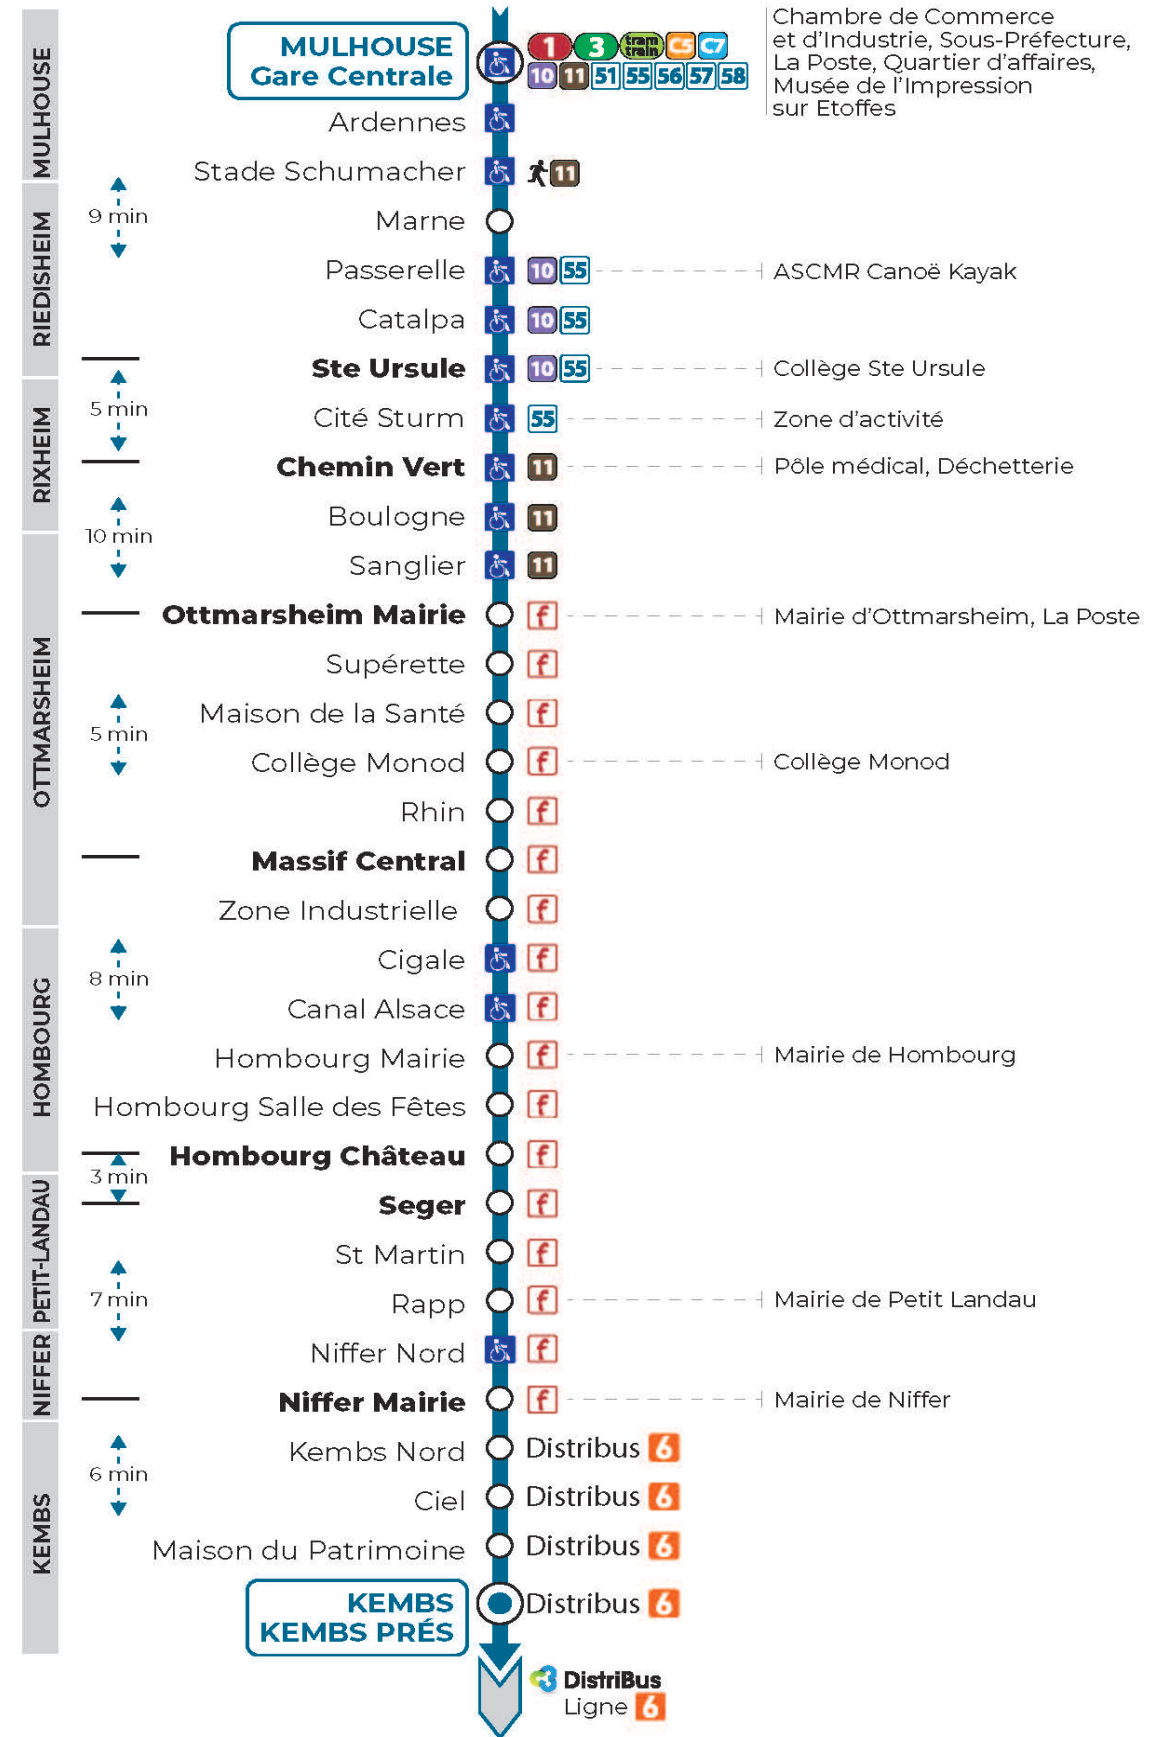 MULHOUSE
Gare Centrale
1 3 tram train C5 C7
10 11 51 55 56 57 58
Chambre de Commerce
et d'Industrie, Sous-Préfecture,
La Poste, Quartier d'affaires,
Musée de l'Impression
sur Etoffes
MULHOUSE
Ardennes
Stade Schumacher 11
RIEDISHEIM
9 min
Marne
Passerelle 10 55 ASCMR Canoë Kayak
Catalpa 10 55
Ste Ursule 10 55 Collège Ste Ursule
RIXHEIM
5 min
Cité Sturm 55 Zone d'activité
Chemin Vert 11 Pôle médical, Déchetterie
10 min
Boulogne 11
Sanglier 11
OTTMARSHEIM
Ottmarsheim Mairie f Mairie d'Ottmarsheim, La Poste
Supérette f
Maison de la Santé f
5 min
Collège Monod f Collège Monod
Rhin f
Massif Central f
Zone Industrielle f
HOMBOURG
8 min
Cigale f
Canal Alsace f
Hombourg Mairie f Mairie de Hombourg
Hombourg Salle des Fêtes f
Hombourg Château f
3 min
PETIT-LANDAU
Seger f
St Martin f
7 min
Rapp f Mairie de Petit Landau
NIFFER
Niffer Nord f
Niffer Mairie f Mairie de Niffer
KEMBS
6 min
Kembs Nord Distribus 6
Ciel Distribus 6
Maison du Patrimoine Distribus 6
KEMBS
KEMBS PRÉS
Distribus 6
DistriBus
Ligne 6